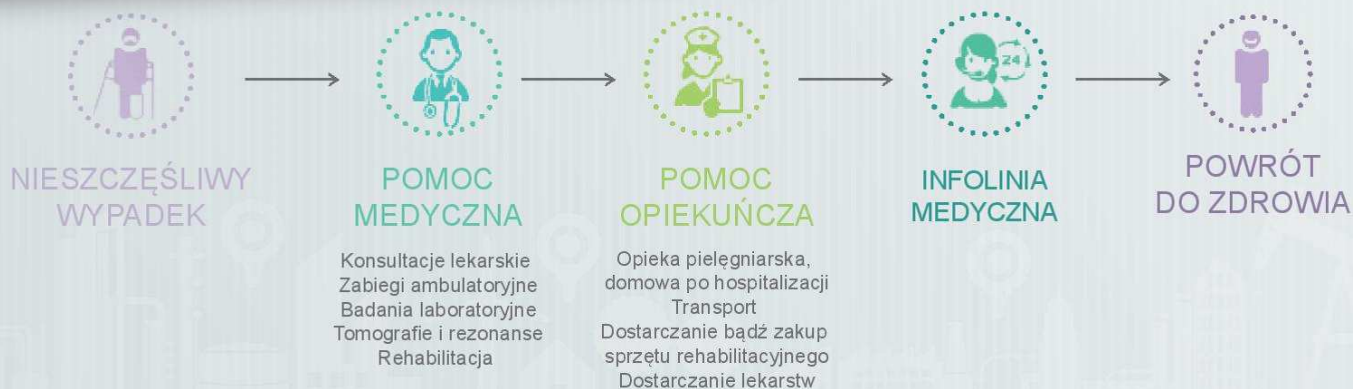 24
NIESZCZĘŚLIWY
WYPADEK
POMOC
MEDYCZNA
Konsultacje lekarskie
Zabiegi ambulatoryjne
Badania laboratoryjne
Tomografie i rezonanse
Rehabilitacja
POMOC
OPIEKUŃCZA
Opieka pielęgniarska,
domowa po hospitalizacji
Transport
Dostarczanie bądź zakup
sprzętu rehabilitacyjnego
Dostarczanie lekarstw
INFOLINIA
MEDYCZNA
POWRÓT
DO ZDROWIA